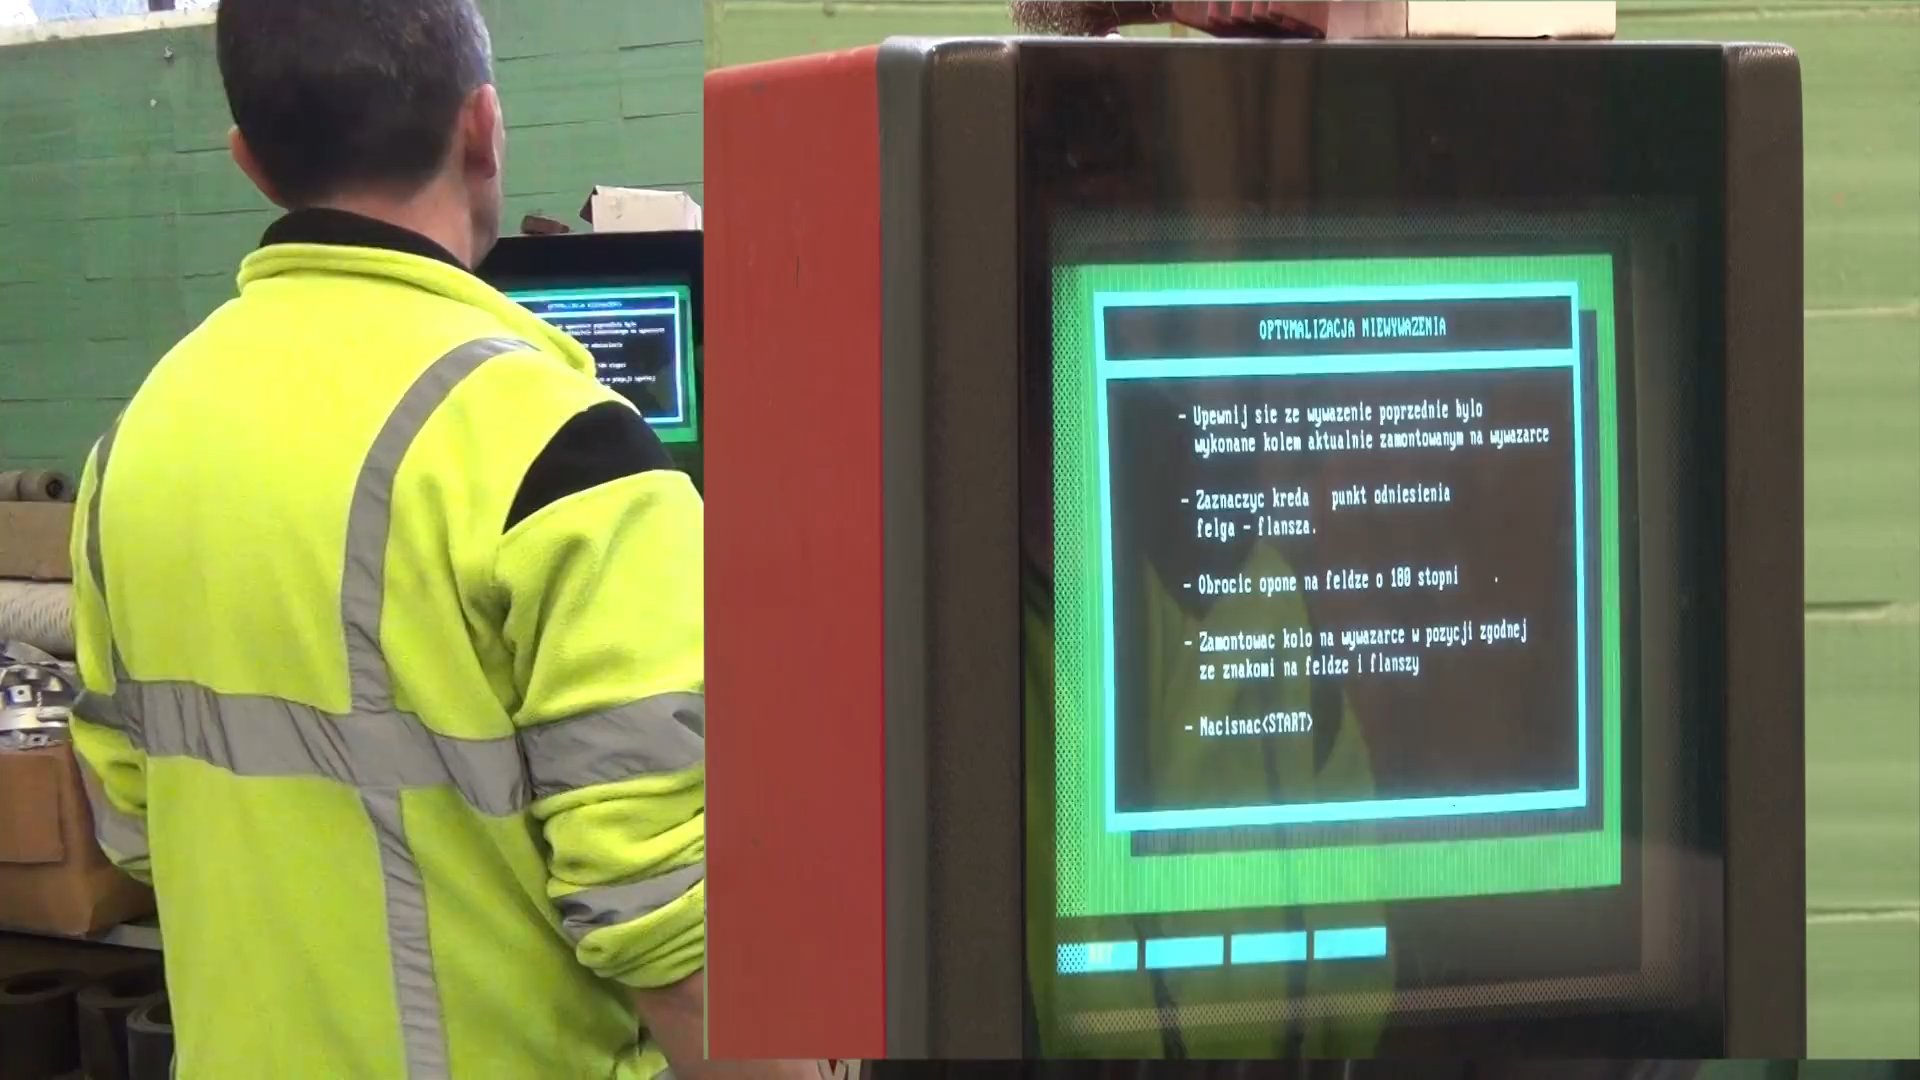 OPTYMALIZACJA NIEWYWAZENIA
- Upewnij sie ze wywazenie poprzednie bylo
wykonane kolem aktualnie zamontowanym na wywazarce
- Zaznaczyc kreda punkt odniesienia
felga - flansza.
- Obrocic opone na feldze o 180 stopni .
- Zamontowac kolo na wywazarce w pozycji zgodnej
ze znakomi na feldze i flanszy
- Nacisnac<START>